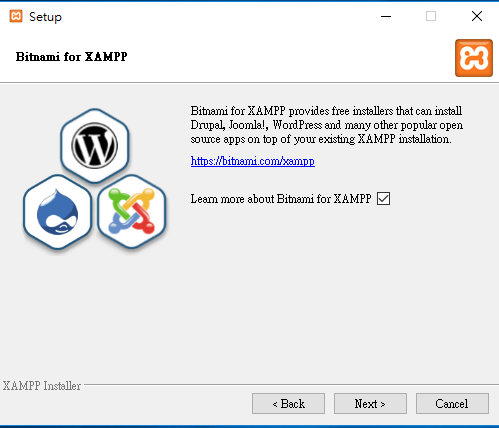 Setup
Bitnami for XAMPP
Bitnami for XAMPP provides free installers that can install
Drupal, Joomla!, WordPress and many other popular open
source apps on top of your existing XAMPP installation.
https://bitnami.com/xampp
Learn more about Bitnami for XAMPP
XAMPP Installer
< Back
Next >
Cancel